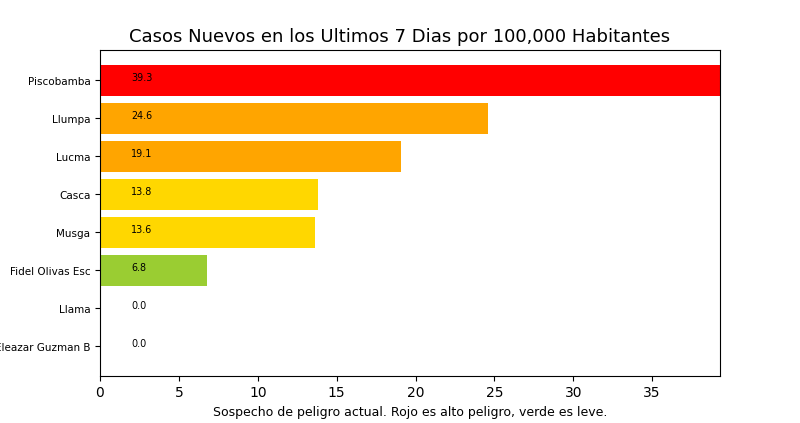 Casos Nuevos en los Ultimos 7 Dias por 100,000 Habitantes
Piscobamba 39.3
Llumpa 24.6
Lucma 19.1
Casca 13.8
Musga 13.6
Fidel Olivas Esc 6.8
Llama 0.0
Eleazar Guzman B 0.0
0 5 10 15 20 25 30 35
Sospecho de peligro actual. Rojo es alto peligro, verde es leve.